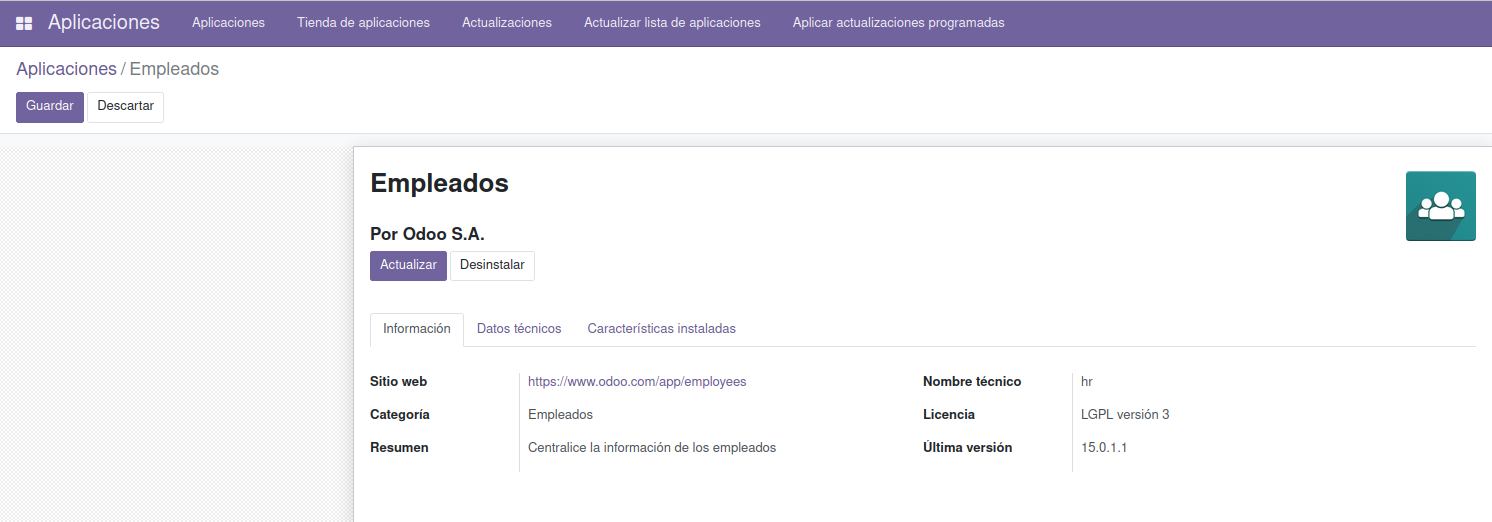 Aplicaciones Aplicaciones Tienda de aplicaciones Actualizaciones Actualizar lista de aplicaciones Aplicar actualizaciones programadas
Aplicaciones / Empleados
Guardar Descartar
Empleados
Por Odoo S.A.
Actualizar Desinstalar
Información Datos técnicos Características instaladas
Sitio web https://www.odoo.com/app/employees Nombre técnico hr
Categoría Empleados Licencia LGPL versión 3
Resumen Centralice la información de los empleados Última versión 15.0.1.1